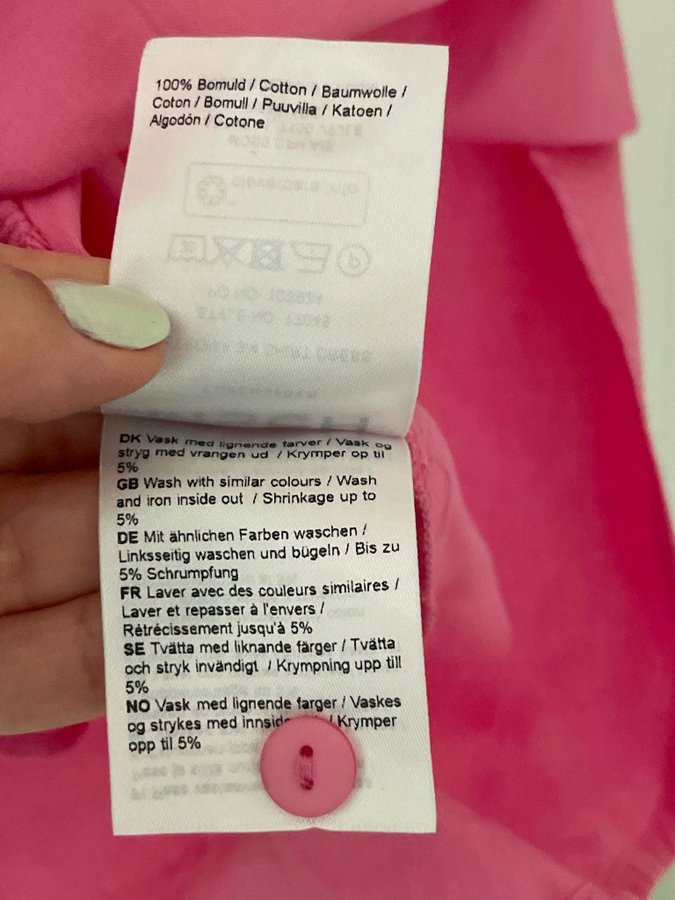 100% Bomuld / Cotton / Baumwolle /
Coton / Bomull / Puuvilla / Katoen /
Algodón / Cotone
DK Vask med lignende farver / Vask og
stryg med vrangen ud / Krymper op til
5%
GB Wash with similar colours / Wash
and iron inside out / Shrinkage up to
5%
DE Mit ähnlichen Farben waschen /
Linksseitig waschen und bügeln / Bis zu
5% Schrumpfung
FR Laver avec des couleurs similaires /
Laver et repasser à l'envers /
Rétrécissement jusqu'à 5%
SE Tvätta med liknande färger / Tvätta
och stryk invändigt / Krympning upp till
5%
NO Vask med lignende farger / Vaskes
og strykes med / Krymper
opp til 5%